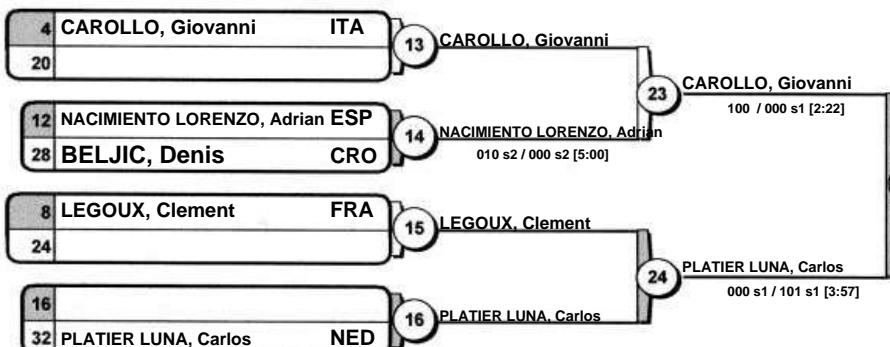 4 CAROLLO, Giovanni ITA
20
13 CAROLLO, Giovanni
12 NACIMIENTO LORENZO, Adrian ESP
28 BELJIC, Denis CRO
14 NACIMIENTO LORENZO, Adrian
010 s2 / 000 s2 [5:00]
23 CAROLLO, Giovanni
100 / 000 s1 [2:22]
8 LEGOUX, Clement FRA
24
15 LEGOUX, Clement
16
32 PLATIER LUNA, Carlos NED
16 PLATIER LUNA, Carlos
24 PLATIER LUNA, Carlos
000 s1 / 101 s1 [3:57]